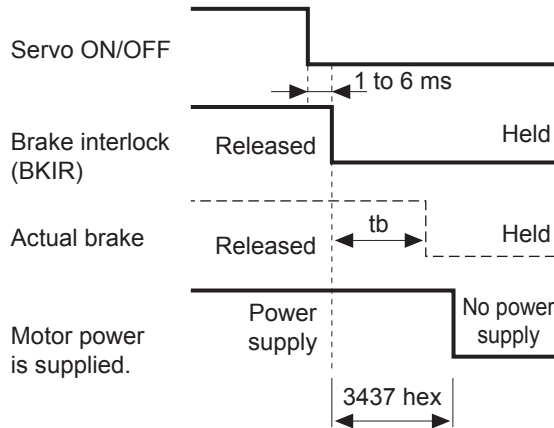 Servo ON/OFF
1 to 6 ms
Brake interlock
(BKIR)
Released
Held
Actual brake
Released
tb
Held
Motor power
is supplied.
Power
supply
No power
supply
3437 hex